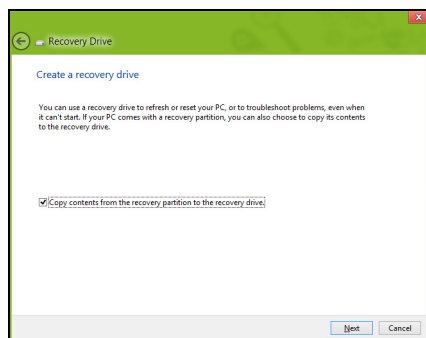 Recovery Drive
Create a recovery drive
You can use a recovery drive to refresh or reset your PC, or to troubleshoot problems, even when
it can't start. If your PC comes with a recovery partition, you can also choose to copy its contents
to the recovery drive.
Copy contents from the recovery partition to the recovery drive.
Next Cancel